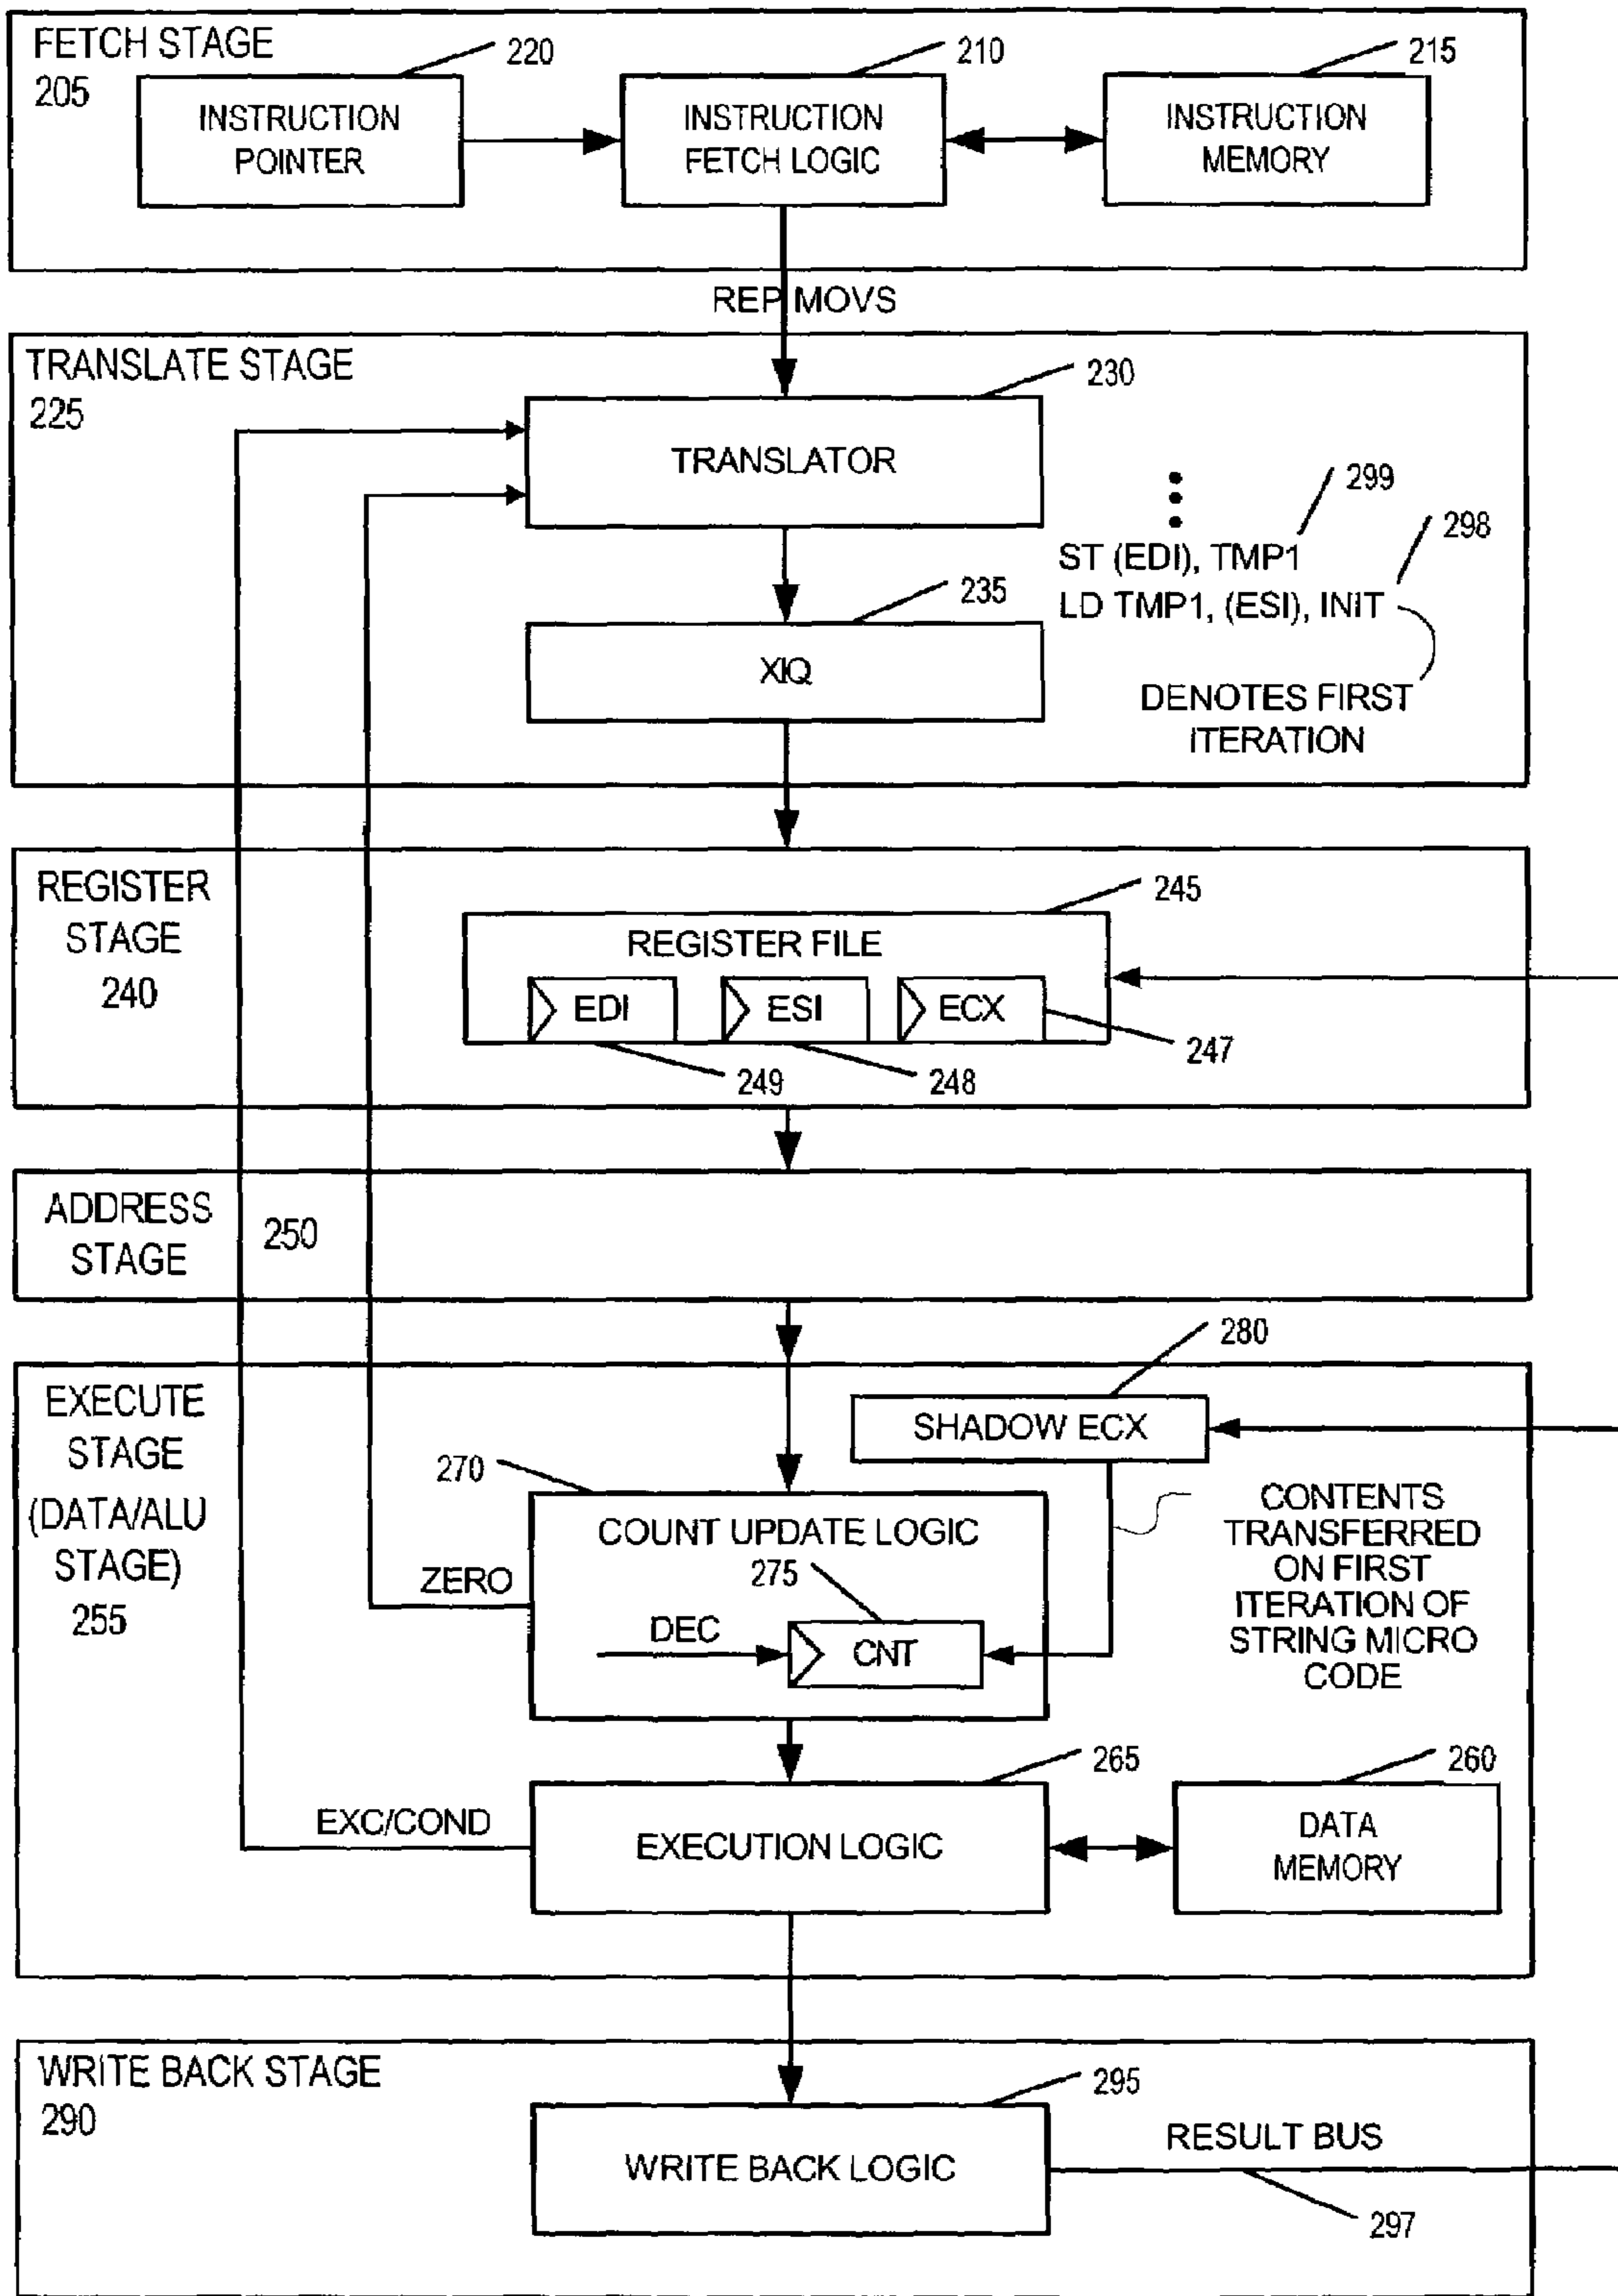 FETCH STAGE
205
220
210
215
INSTRUCTION
POINTER
INSTRUCTION
FETCH LOGIC
INSTRUCTION
MEMORY
REP MOVS
TRANSLATE STAGE
225
230
TRANSLATOR
299
ST (EDI), TMP1
298
LD TMP1, (ESI), INIT
235
XIQ
DENOTES FIRST
ITERATION
REGISTER
STAGE
240
245
REGISTER FILE
EDI
ESI
ECX
247
249
248
ADDRESS
STAGE
250
EXECUTE
STAGE
(DATA/ALU
STAGE)
255
280
SHADOW ECX
270
COUNT UPDATE LOGIC
275
ZERO
DEC
CNT
CONTENTS
TRANSFERRED
ON FIRST
ITERATION OF
STRING MICRO
CODE
265
260
EXC/COND
EXECUTION LOGIC
DATA
MEMORY
WRITE BACK STAGE
290
295
WRITE BACK LOGIC
RESULT BUS
297